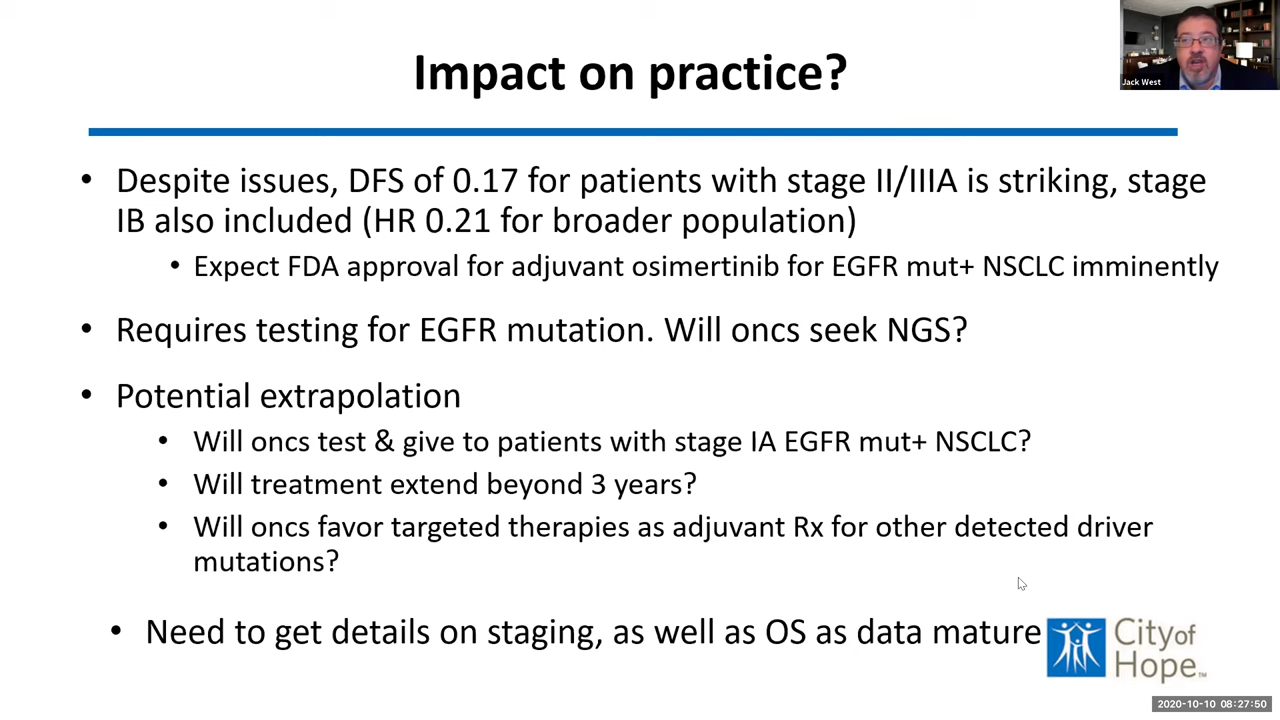 Impact on practice?
Jack West
• Despite issues, DFS of 0.17 for patients with stage II/IIIA is striking, stage
IB also included (HR 0.21 for broader population)
• Expect FDA approval for adjuvant osimertinib for EGFR mut+ NSCLC imminently
• Requires testing for EGFR mutation. Will oncs seek NGS?
• Potential extrapolation
• Will oncs test & give to patients with stage IA EGFR mut+ NSCLC?
• Will treatment extend beyond 3 years?
• Will oncs favor targeted therapies as adjuvant Rx for other detected driver
mutations?
• Need to get details on staging, as well as OS as data mature
City of
Hope™
2020-10-10 08:27:50